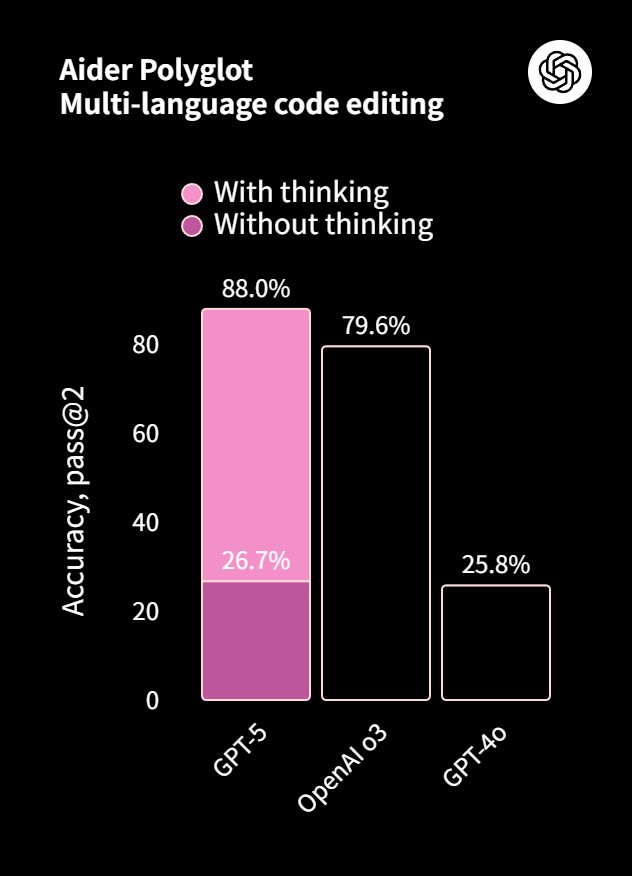 Aider Polyglot
Multi-language code editing
With thinking
Without thinking
88.0%
79.6%
26.7%
25.8%
Accuracy, pass@2
80
60
40
20
0
GPT-5
OpenAI o3
GPT-4o